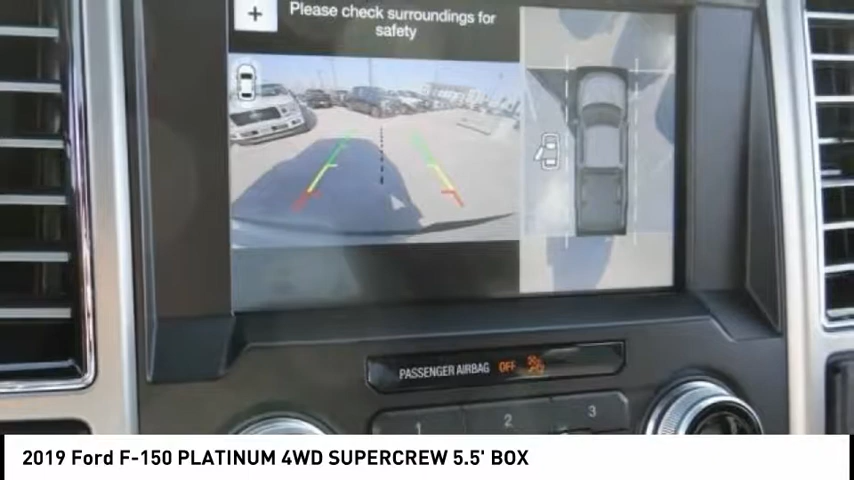 +
Please check surroundings for
safety
PASSENGER AIRBAG OFF
1 2 3
2019 Ford F-150 PLATINUM 4WD SUPERCREW 5.5' BOX